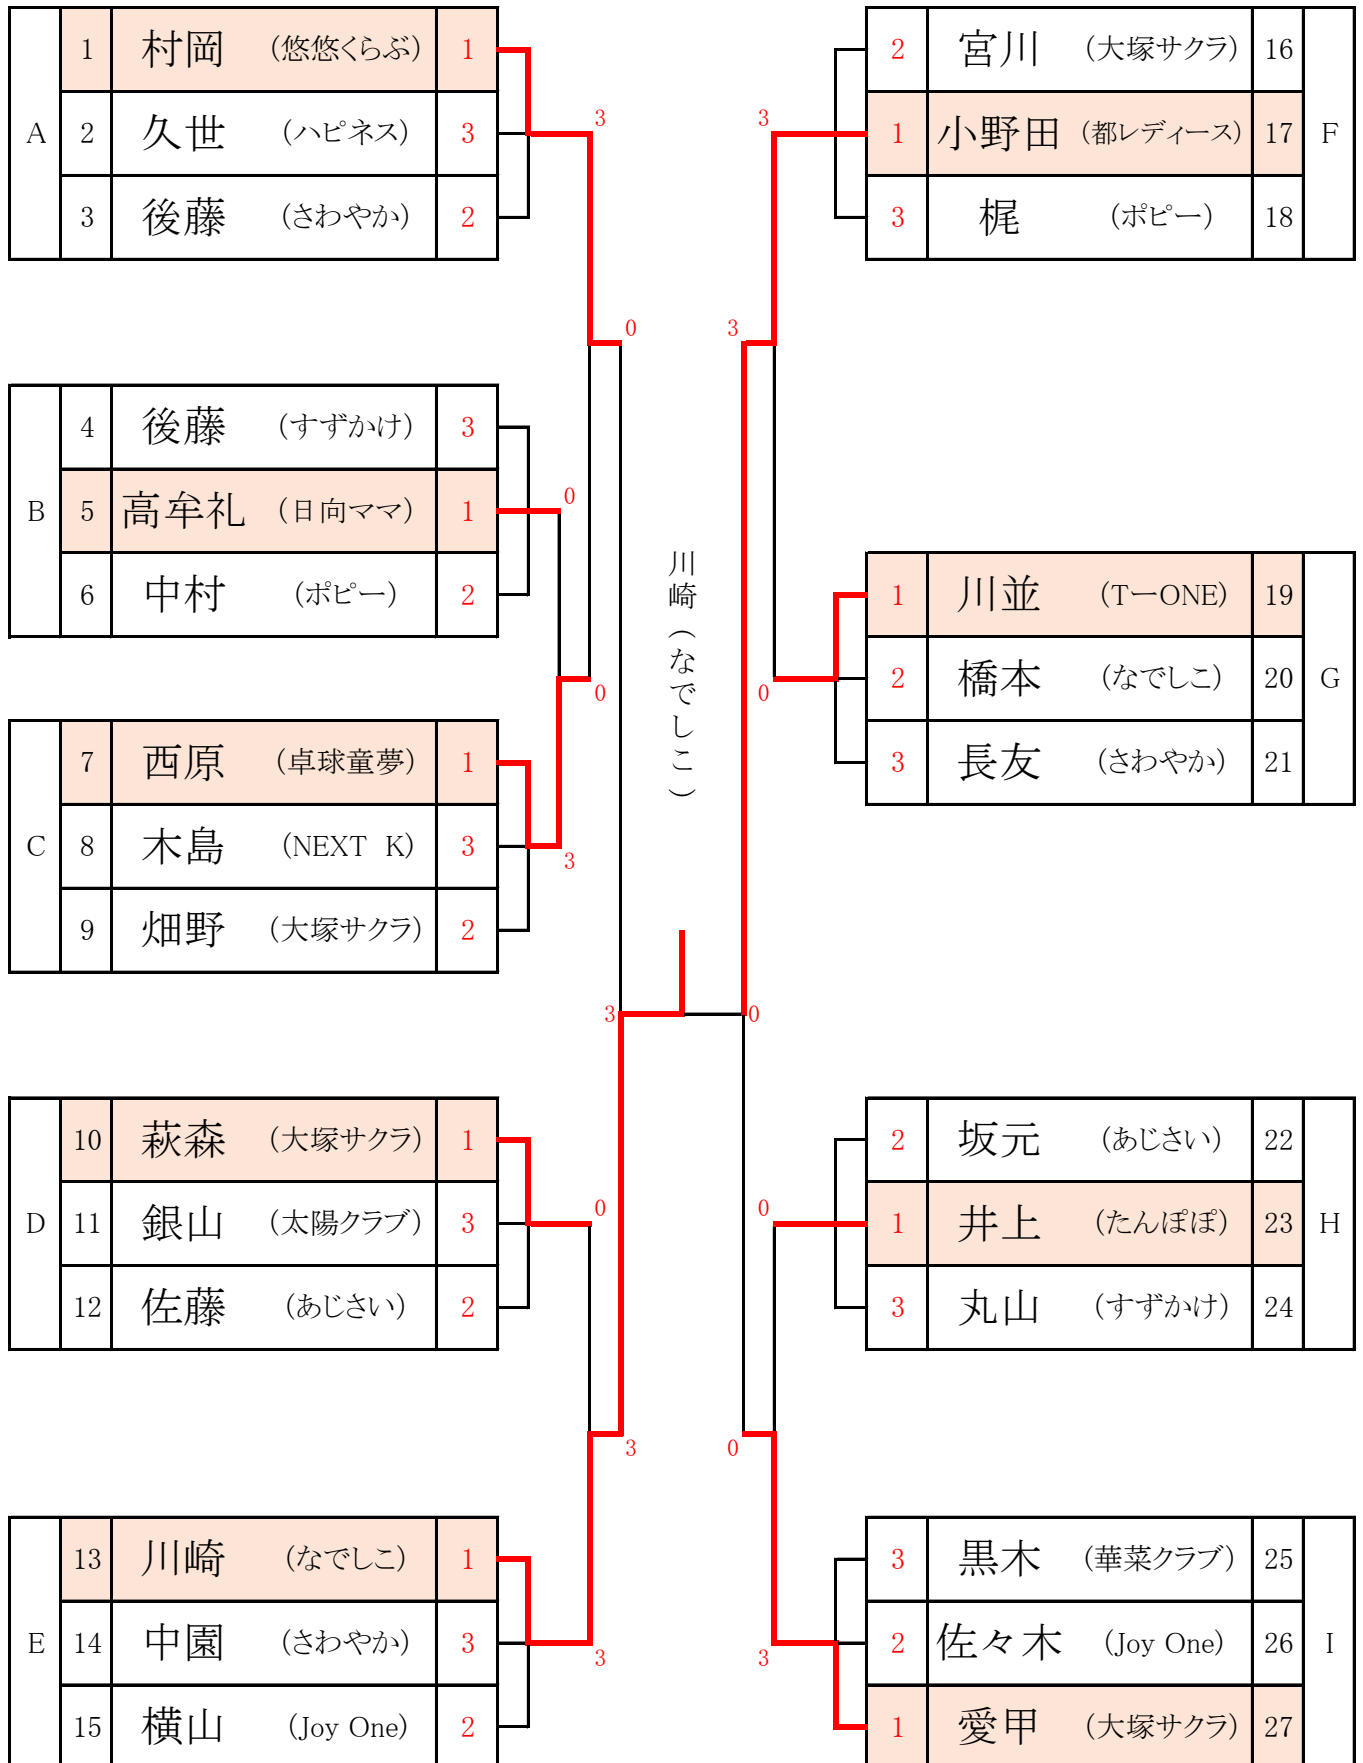 A
1 村岡 (悠悠くらぶ) 1
2 久世 (ハピネス) 3
3 後藤 (さわやか) 2
3
0
B
4 後藤 (すずかけ) 3
5 高牟礼 (日向ママ) 1
6 中村 (ポピー) 2
0
0
C
7 西原 (卓球童夢) 1
8 木島 (NEXT K) 3
9 畑野 (大塚サクラ) 2
3
3
D
10 萩森 (大塚サクラ) 1
11 銀山 (太陽クラブ) 3
12 佐藤 (あじさい) 2
0
3
E
13 川崎 (なでしこ) 1
14 中園 (さわやか) 3
15 横山 (Joy One) 2
3
川崎(なでしこ)
2 宮川 (大塚サクラ) 16
1 小野田 (都レディース) 17
3 梶 (ポピー) 18
F
3
3
1 川並 (TーONE) 19
2 橋本 (なでしこ) 20
3 長友 (さわやか) 21
G
0
0
2 坂元 (あじさい) 22
1 井上 (たんぽぽ) 23
3 丸山 (すずかけ) 24
H
0
0
3 黒木 (華菜クラブ) 25
2 佐々木 (Joy One) 26
1 愛甲 (大塚サクラ) 27
I
3